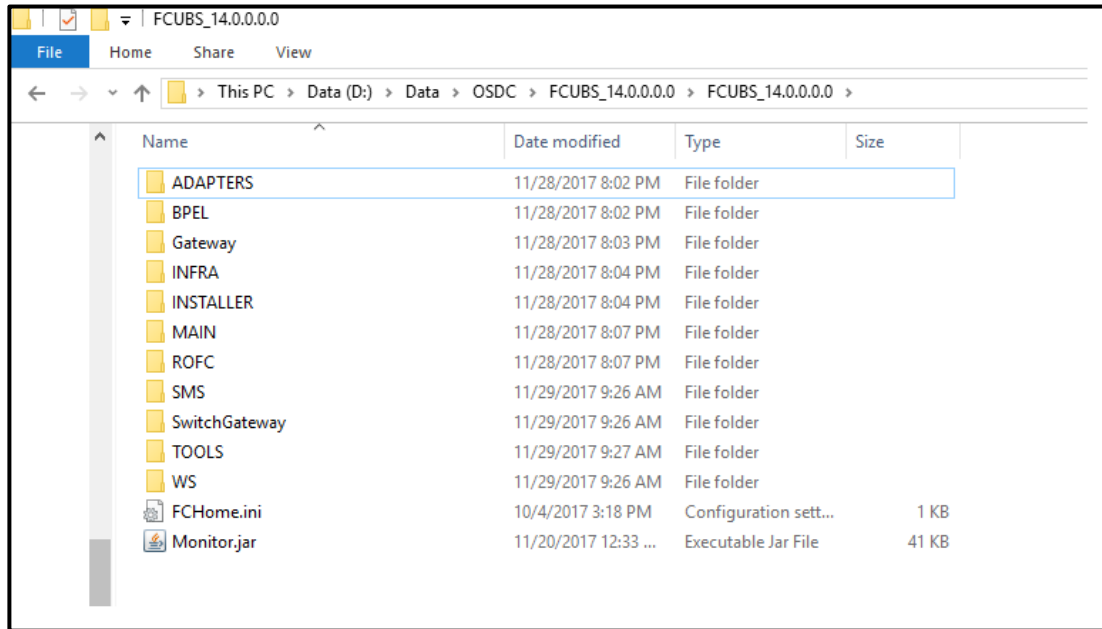 FCUBS_14.0.0.0.0
File Home Share View
This PC > Data (D:) > Data > OSDC > FCUBS_14.0.0.0.0 > FCUBS_14.0.0.0.0 >
Name Date modified Type Size
ADAPTERS 11/28/2017 8:02 PM File folder
BPEL 11/28/2017 8:02 PM File folder
Gateway 11/28/2017 8:03 PM File folder
INFRA 11/28/2017 8:04 PM File folder
INSTALLER 11/28/2017 8:04 PM File folder
MAIN 11/28/2017 8:07 PM File folder
ROFC 11/28/2017 8:07 PM File folder
SMS 11/29/2017 9:26 AM File folder
SwitchGateway 11/29/2017 9:26 AM File folder
TOOLS 11/29/2017 9:27 AM File folder
WS 11/29/2017 9:26 AM File folder
FCHome.ini 10/4/2017 3:18 PM Configuration sett... 1 KB
Monitor.jar 11/20/2017 12:33 ... Executable Jar File 41 KB